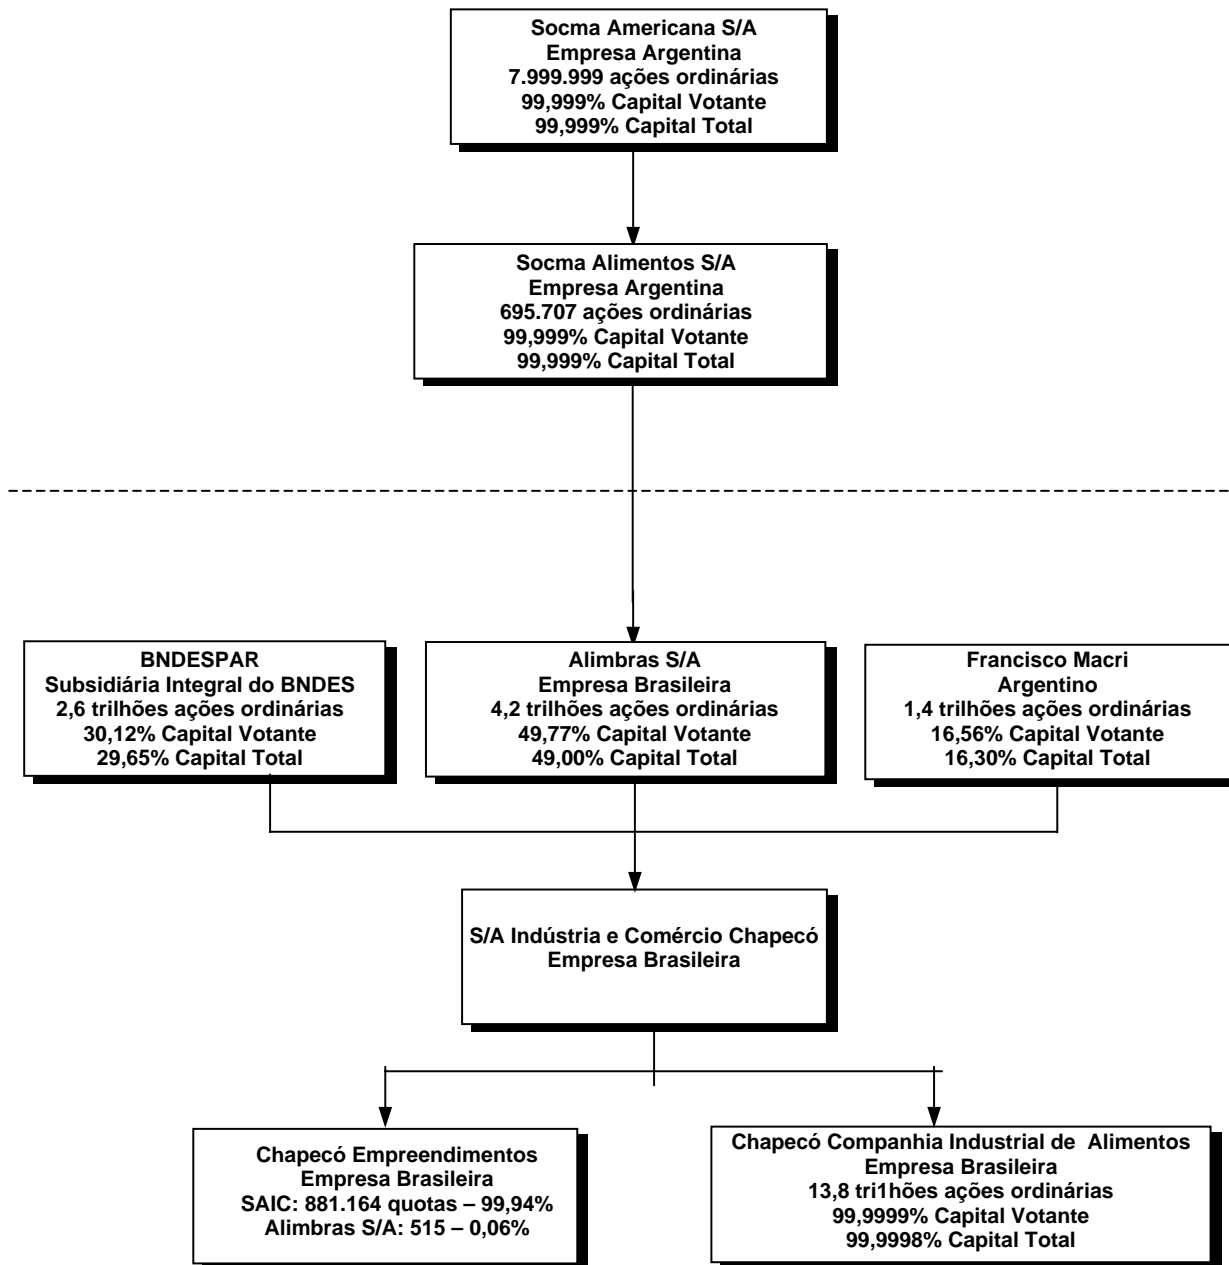 Socma Americana S/A
Empresa Argentina
7.999.999 ações ordinárias
99,999% Capital Votante
99,999% Capital Total
Socma Alimentos S/A
Empresa Argentina
695.707 ações ordinárias
99,999% Capital Votante
99,999% Capital Total
BNDESPAR
Subsidiária Integral do BNDES
2,6 trilhões ações ordinárias
30,12% Capital Votante
29,65% Capital Total
Alimbras S/A
Empresa Brasileira
4,2 trilhões ações ordinárias
49,77% Capital Votante
49,00% Capital Total
Francisco Macri
Argentino
1,4 trilhões ações ordinárias
16,56% Capital Votante
16,30% Capital Total
S/A Indústria e Comércio Chapecó
Empresa Brasileira
Chapecó Empreendimentos
Empresa Brasileira
SAIC: 881.164 quotas – 99,94%
Alimbras S/A: 515 – 0,06%
Chapecó Companhia Industrial de Alimentos
Empresa Brasileira
13,8 tri1hões ações ordinárias
99,9999% Capital Votante
99,9998% Capital Total